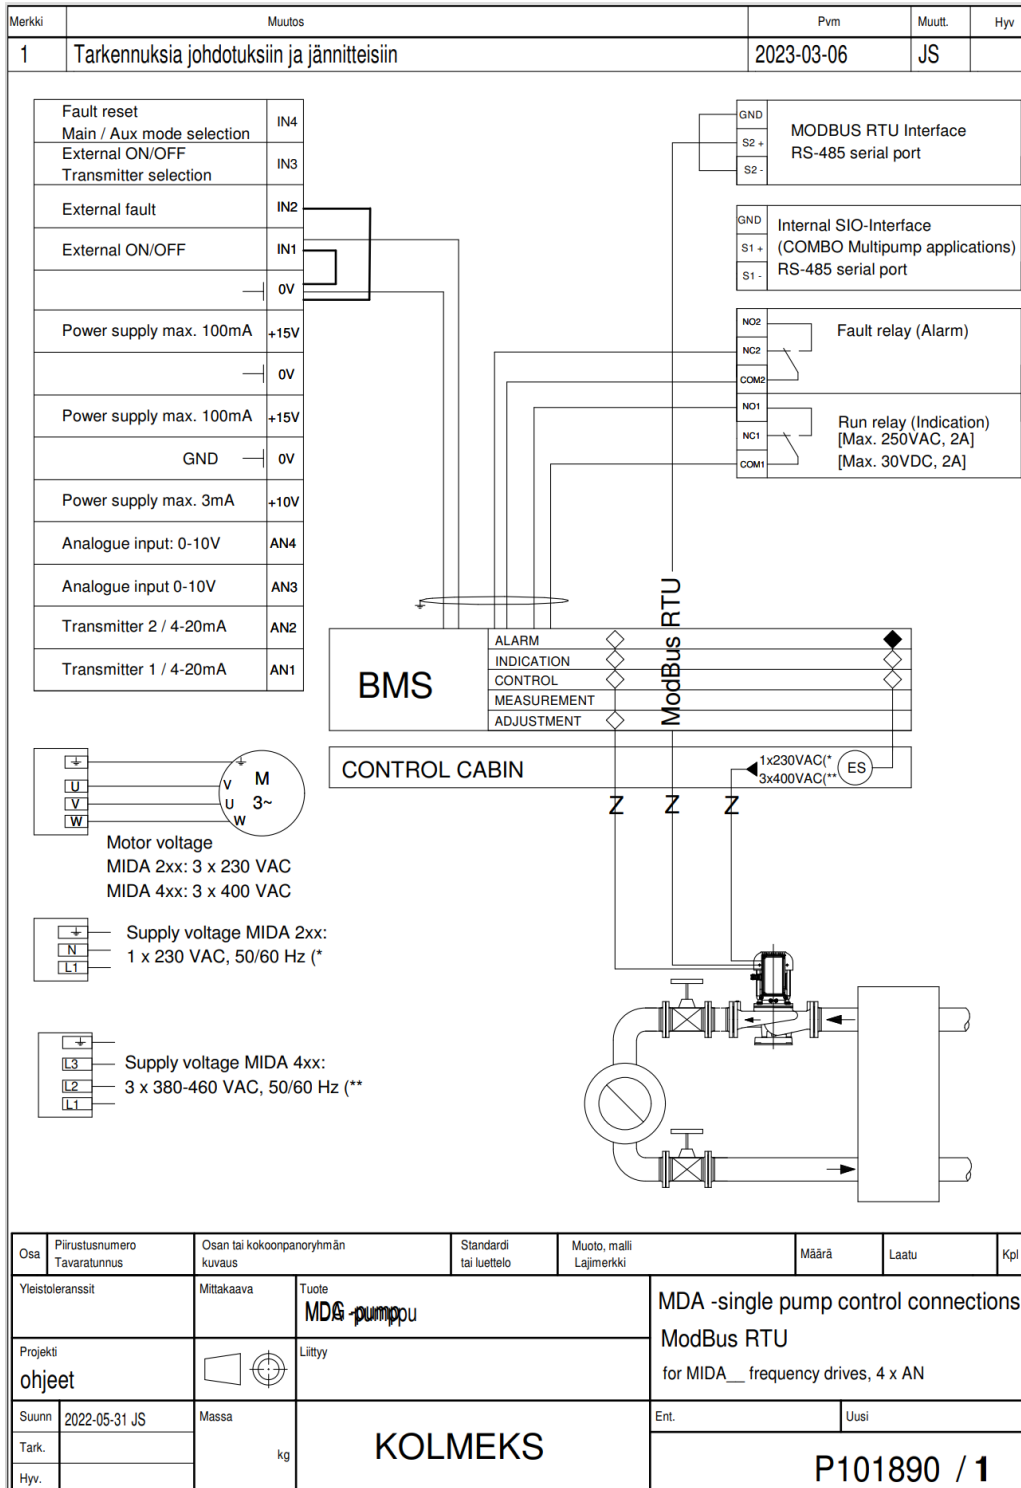 Merkki Muutos Pvm Muutt. Hyv
1 Tarkennuksia johdotuksiin ja jännitteisiin 2023-03-06 JS
Fault reset
Main / Aux mode selection IN4
External ON/OFF
Transmitter selection IN3
External fault IN2
External ON/OFF IN1
0V
Power supply max. 100mA +15V
0V
Power supply max. 100mA +15V
GND 0V
Power supply max. 3mA +10V
Analogue input: 0-10V AN4
Analogue input 0-10V AN3
Transmitter 2 / 4-20mA AN2
Transmitter 1 / 4-20mA AN1
GND
S2 +
S2 -
MODBUS RTU Interface
RS-485 serial port
GND
S1 +
S1 -
Internal SIO-Interface
(COMBO Multipump applications)
RS-485 serial port
NO2
NC2
COM2
Fault relay (Alarm)
NO1
NC1
COM1
Run relay (Indication)
[Max. 250VAC, 2A]
[Max. 30VDC, 2A]
ModBus RTU
BMS
ALARM
INDICATION
CONTROL
MEASUREMENT
ADJUSTMENT
CONTROL CABIN
1x230VAC(*
3x400VAC(**
ES
Z Z Z
U
V
W
V
U
W
M
3~
Motor voltage
MIDA 2xx: 3 x 230 VAC
MIDA 4xx: 3 x 400 VAC
N
L1
Supply voltage MIDA 2xx:
1 x 230 VAC, 50/60 Hz (*
L3
L2
L1
Supply voltage MIDA 4xx:
3 x 380-460 VAC, 50/60 Hz (**
Osa
Piirustusnumero
Tavaratunnus
Osan tai kokoonpanoryhmän
kuvaus
Standardi
tai luettelo
Muoto, malli
Lajimerkki
Määrä
Laatu
Kpl
Yleistoleranssit
Mittakaava
Tuote
MDA -single pump control connections
ModBus RTU
for MIDA__ frequency drives, 4 x AN
Projekti
ohjeet
Liittyy
Suunn 2022-05-31 JS
Tark.
Hyv.
Massa
kg
KOLMEKS
Ent.
Uusi
P101890 / 1